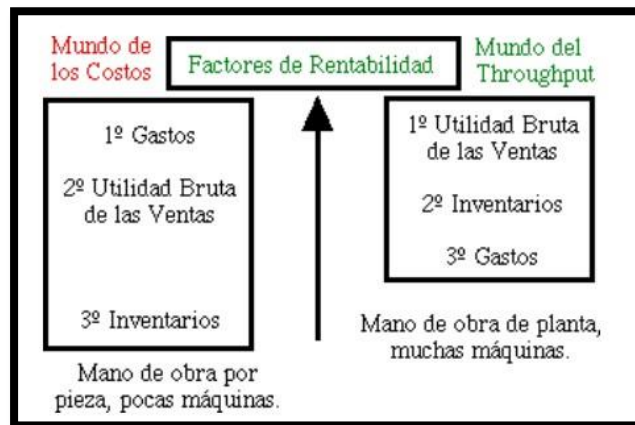 Mundo de
los Costos
Factores de Rentabilidad
Mundo del
Throughput
1º Gastos
2º Utilidad Bruta
de las Ventas
3º Inventarios
Mano de obra por
pieza, pocas máquinas.
1º Utilidad Bruta
de las Ventas
2º Inventarios
3º Gastos
Mano de obra de planta,
muchas máquinas.